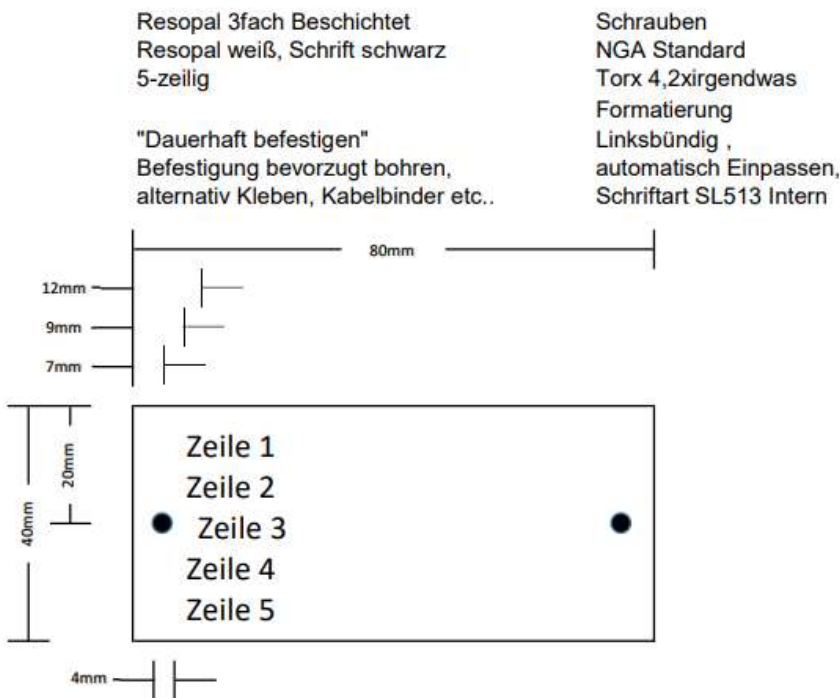 Resopal 3fach Beschichtet
Resopal weiß, Schrift schwarz
5-zeilig
"Dauerhaft befestigen"
Befestigung bevorzugt bohren,
alternativ Kleben, Kabelbinder etc..
Schrauben
NGA Standard
Torx 4,2xirgendwas
Formatierung
Linksbündig ,
automatisch Einpassen,
Schriftart SL513 Intern
80mm
12mm
9mm
7mm
20mm
40mm
Zeile 1
Zeile 2
Zeile 3
Zeile 4
Zeile 5
4mm